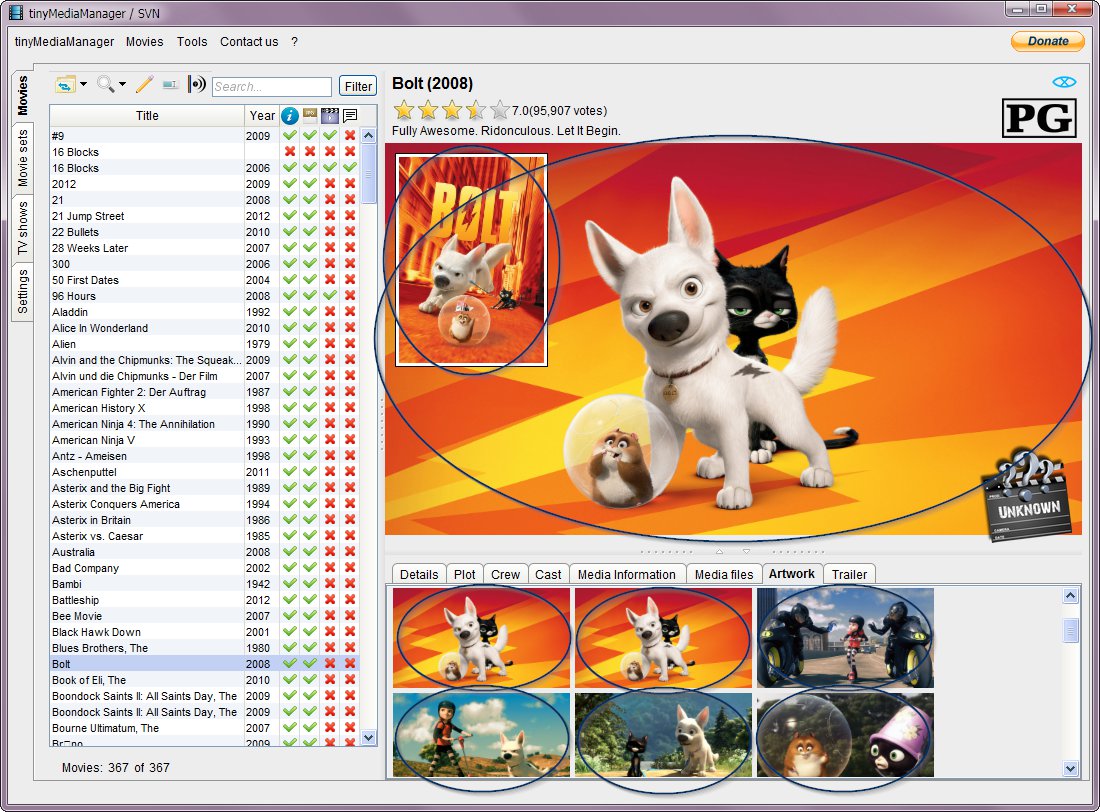 tinyMediaManager / SVN
tinyMediaManager Movies Tools Contact us ?
Donate
Movies
Movie sets
TV shows
Settings
Search...
Filter
Title Year
#9 2009
16 Blocks
16 Blocks 2006
2012 2009
21 2008
21 Jump Street 2012
22 Bullets 2010
28 Weeks Later 2007
300 2006
50 First Dates 2004
96 Hours 2008
Aladdin 1992
Alice In Wonderland 2010
Alien 1979
Alvin and the Chipmunks: The Squeak... 2009
Alvin und die Chipmunks - Der Film 2007
American Fighter 2: Der Auftrag 1987
American History X 1998
American Ninja 4: The Annihilation 1990
American Ninja V 1993
Antz - Ameisen 1998
Aschenputtel 2011
Asterix and the Big Fight 1989
Asterix Conquers America 1994
Asterix in Britain 1986
Asterix vs. Caesar 1985
Australia 2008
Bad Company 2002
Bambi 1942
Battleship 2012
Bee Movie 2007
Black Hawk Down 2001
Blues Brothers, The 1980
Bolt 2008
Book of Eli, The 2010
Boondock Saints II: All Saints Day, The 2009
Boondock Saints II: All Saints Day, The 2009
Bourne Ultimatum, The 2007
2009
Movies: 367 of 367
Bolt (2008)
7.0(95,907 votes)
Fully Awesome. Ridonculous. Let It Begin.
PG
BOLT
UNKNOWN
Details Plot Crew Cast Media Information Media files Artwork Trailer